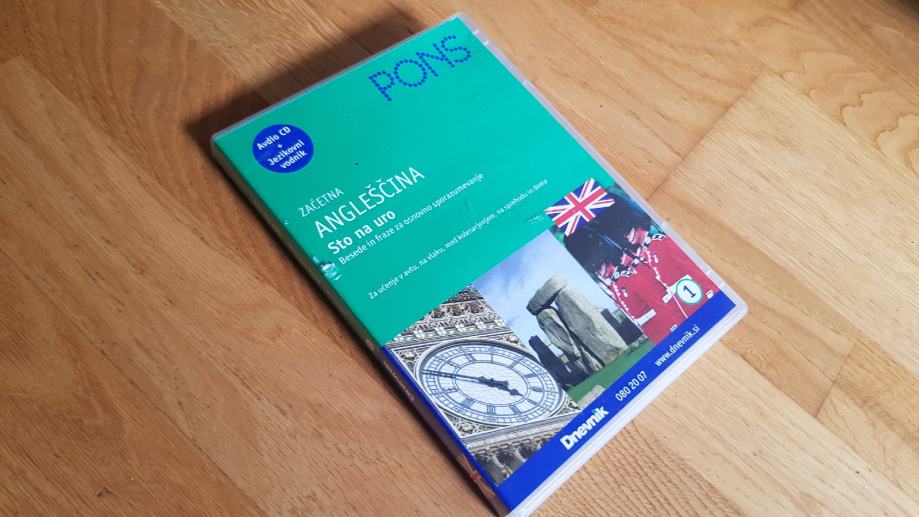 PONS
Avdio CD
+
Jezikovni
vodnik
ZAČETNA
ANGLEŠČINA
Sto na uro
Besede in fraze za osnovno sporazumevanje
Za učenje v avtu, na vlaku, med kolesarjenjem, na sprehodu in doma
1
Dnevnik
080 20 07
www.dnevnik.si